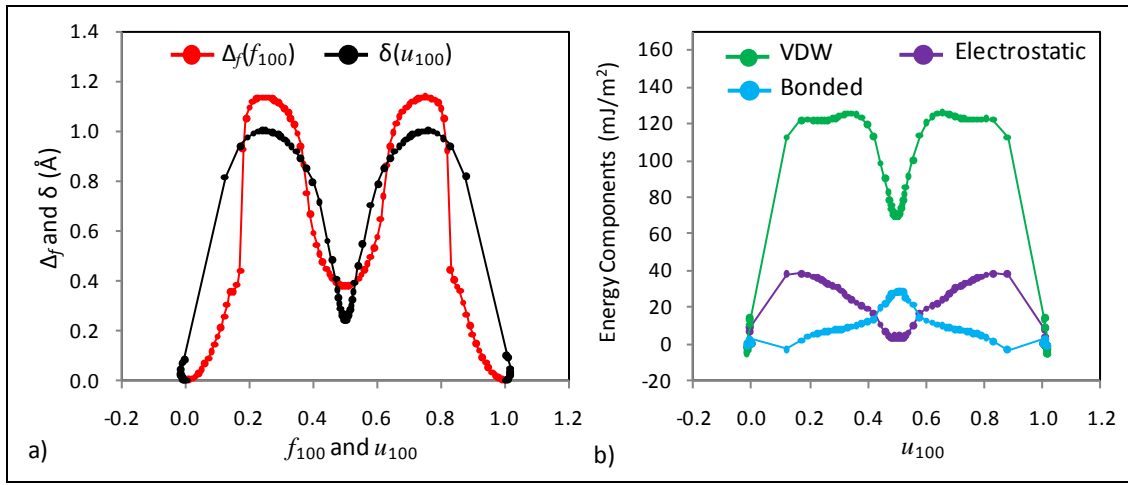 Δf(f100) δ(u100)
Δf and δ (Å)
1.4
1.2
1.0
0.8
0.6
0.4
0.2
0.0
-0.2 0.0 0.2 0.4 0.6 0.8 1.0 1.2
a) f100 and u100
VDW Electrostatic
Bonded
Energy Components (mJ/m²)
160
140
120
100
80
60
40
20
0
-20
-0.2 0.0 0.2 0.4 0.6 0.8 1.0 1.2
b) u100